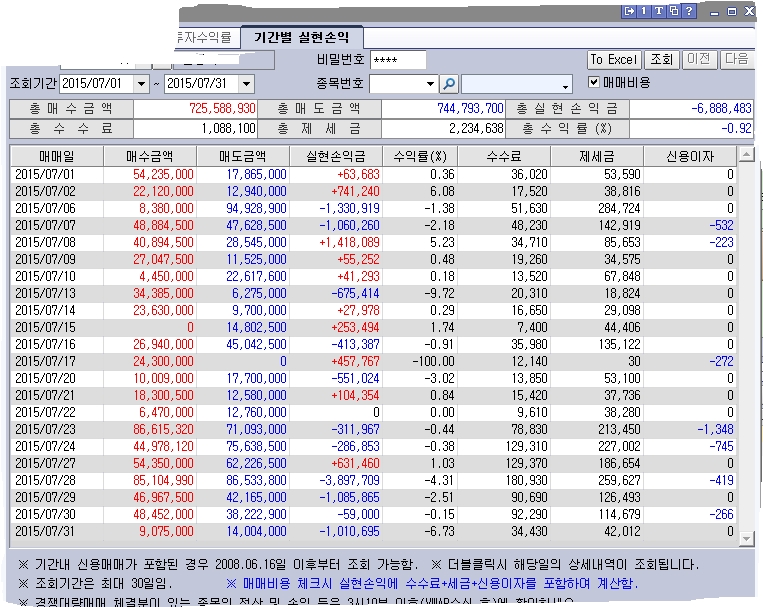 투자수익률 기간별 실현손익
비밀번호 **** To Excel 조회 이전 다음
조회기간 2015/07/01 ~ 2015/07/31 종목번호 매매비용
총매수금액 725,588,930 총매도금액 744,793,700 총실현손익금 -6,888,483
총 수 수 료 1,088,100 총 제 세 금 2,234,638 총 수 익 률 (%) -0.92
매매일 매수금액 매도금액 실현손익금 수익률(%) 수수료 제세금 신용이자
2015/07/01 54,235,000 17,865,000 +63,683 0.36 36,020 53,590 0
2015/07/02 22,120,000 12,940,000 +741,240 6.08 17,520 38,816 0
2015/07/06 8,380,000 94,928,900 -1,330,919 -1.38 51,630 284,724 0
2015/07/07 48,884,500 47,628,500 -1,060,260 -2.18 48,230 142,919 -532
2015/07/08 40,894,500 28,545,000 +1,418,089 5.23 34,710 85,653 -223
2015/07/09 27,047,500 11,525,000 +55,252 0.48 19,260 34,575 0
2015/07/10 4,450,000 22,617,600 +41,293 0.18 13,520 67,848 0
2015/07/13 34,385,000 6,275,000 -675,414 -9.72 20,310 18,824 0
2015/07/14 23,630,000 9,700,000 +27,978 0.29 16,650 29,098 0
2015/07/15 0 14,802,500 +253,494 1.74 7,400 44,406 0
2015/07/16 26,940,000 45,042,500 -413,387 -0.91 35,980 135,122 0
2015/07/17 24,300,000 0 +457,767 -100.00 12,140 30 -272
2015/07/20 10,009,000 17,700,000 -551,024 -3.02 13,850 53,100 0
2015/07/21 18,300,500 12,580,000 +104,354 0.84 15,420 37,736 0
2015/07/22 6,470,000 12,760,000 0 0.00 9,610 38,280 0
2015/07/23 86,615,320 71,093,000 -311,967 -0.44 78,830 213,450 -1,348
2015/07/24 44,978,120 75,638,500 -286,853 -0.38 129,310 227,002 -745
2015/07/27 54,350,000 62,226,500 +631,460 1.03 129,370 186,654 0
2015/07/28 85,104,990 86,533,800 -3,897,709 -4.31 180,930 259,627 -419
2015/07/29 46,967,500 42,165,000 -1,085,865 -2.51 90,690 126,493 0
2015/07/30 48,452,000 38,222,900 -59,000 -0.15 92,290 114,679 -266
2015/07/31 9,075,000 14,004,000 -1,010,695 -6.73 34,430 42,012 0
※ 기간내 신용매매가 포함된 경우 2008.06.16일 이후부터 조회 가능함. ※ 더블클릭시 해당일의 상세내역이 조회됩니다.
※ 조회기간은 최대 30일임. ※ 매매비용 체크시 실현손익에 수수료+세금+신용이자를 포함하여 계산함.
※ 경쟁대량매매 체결분이 있는 종목의 정산 및 손익 등은 3시10분 이후